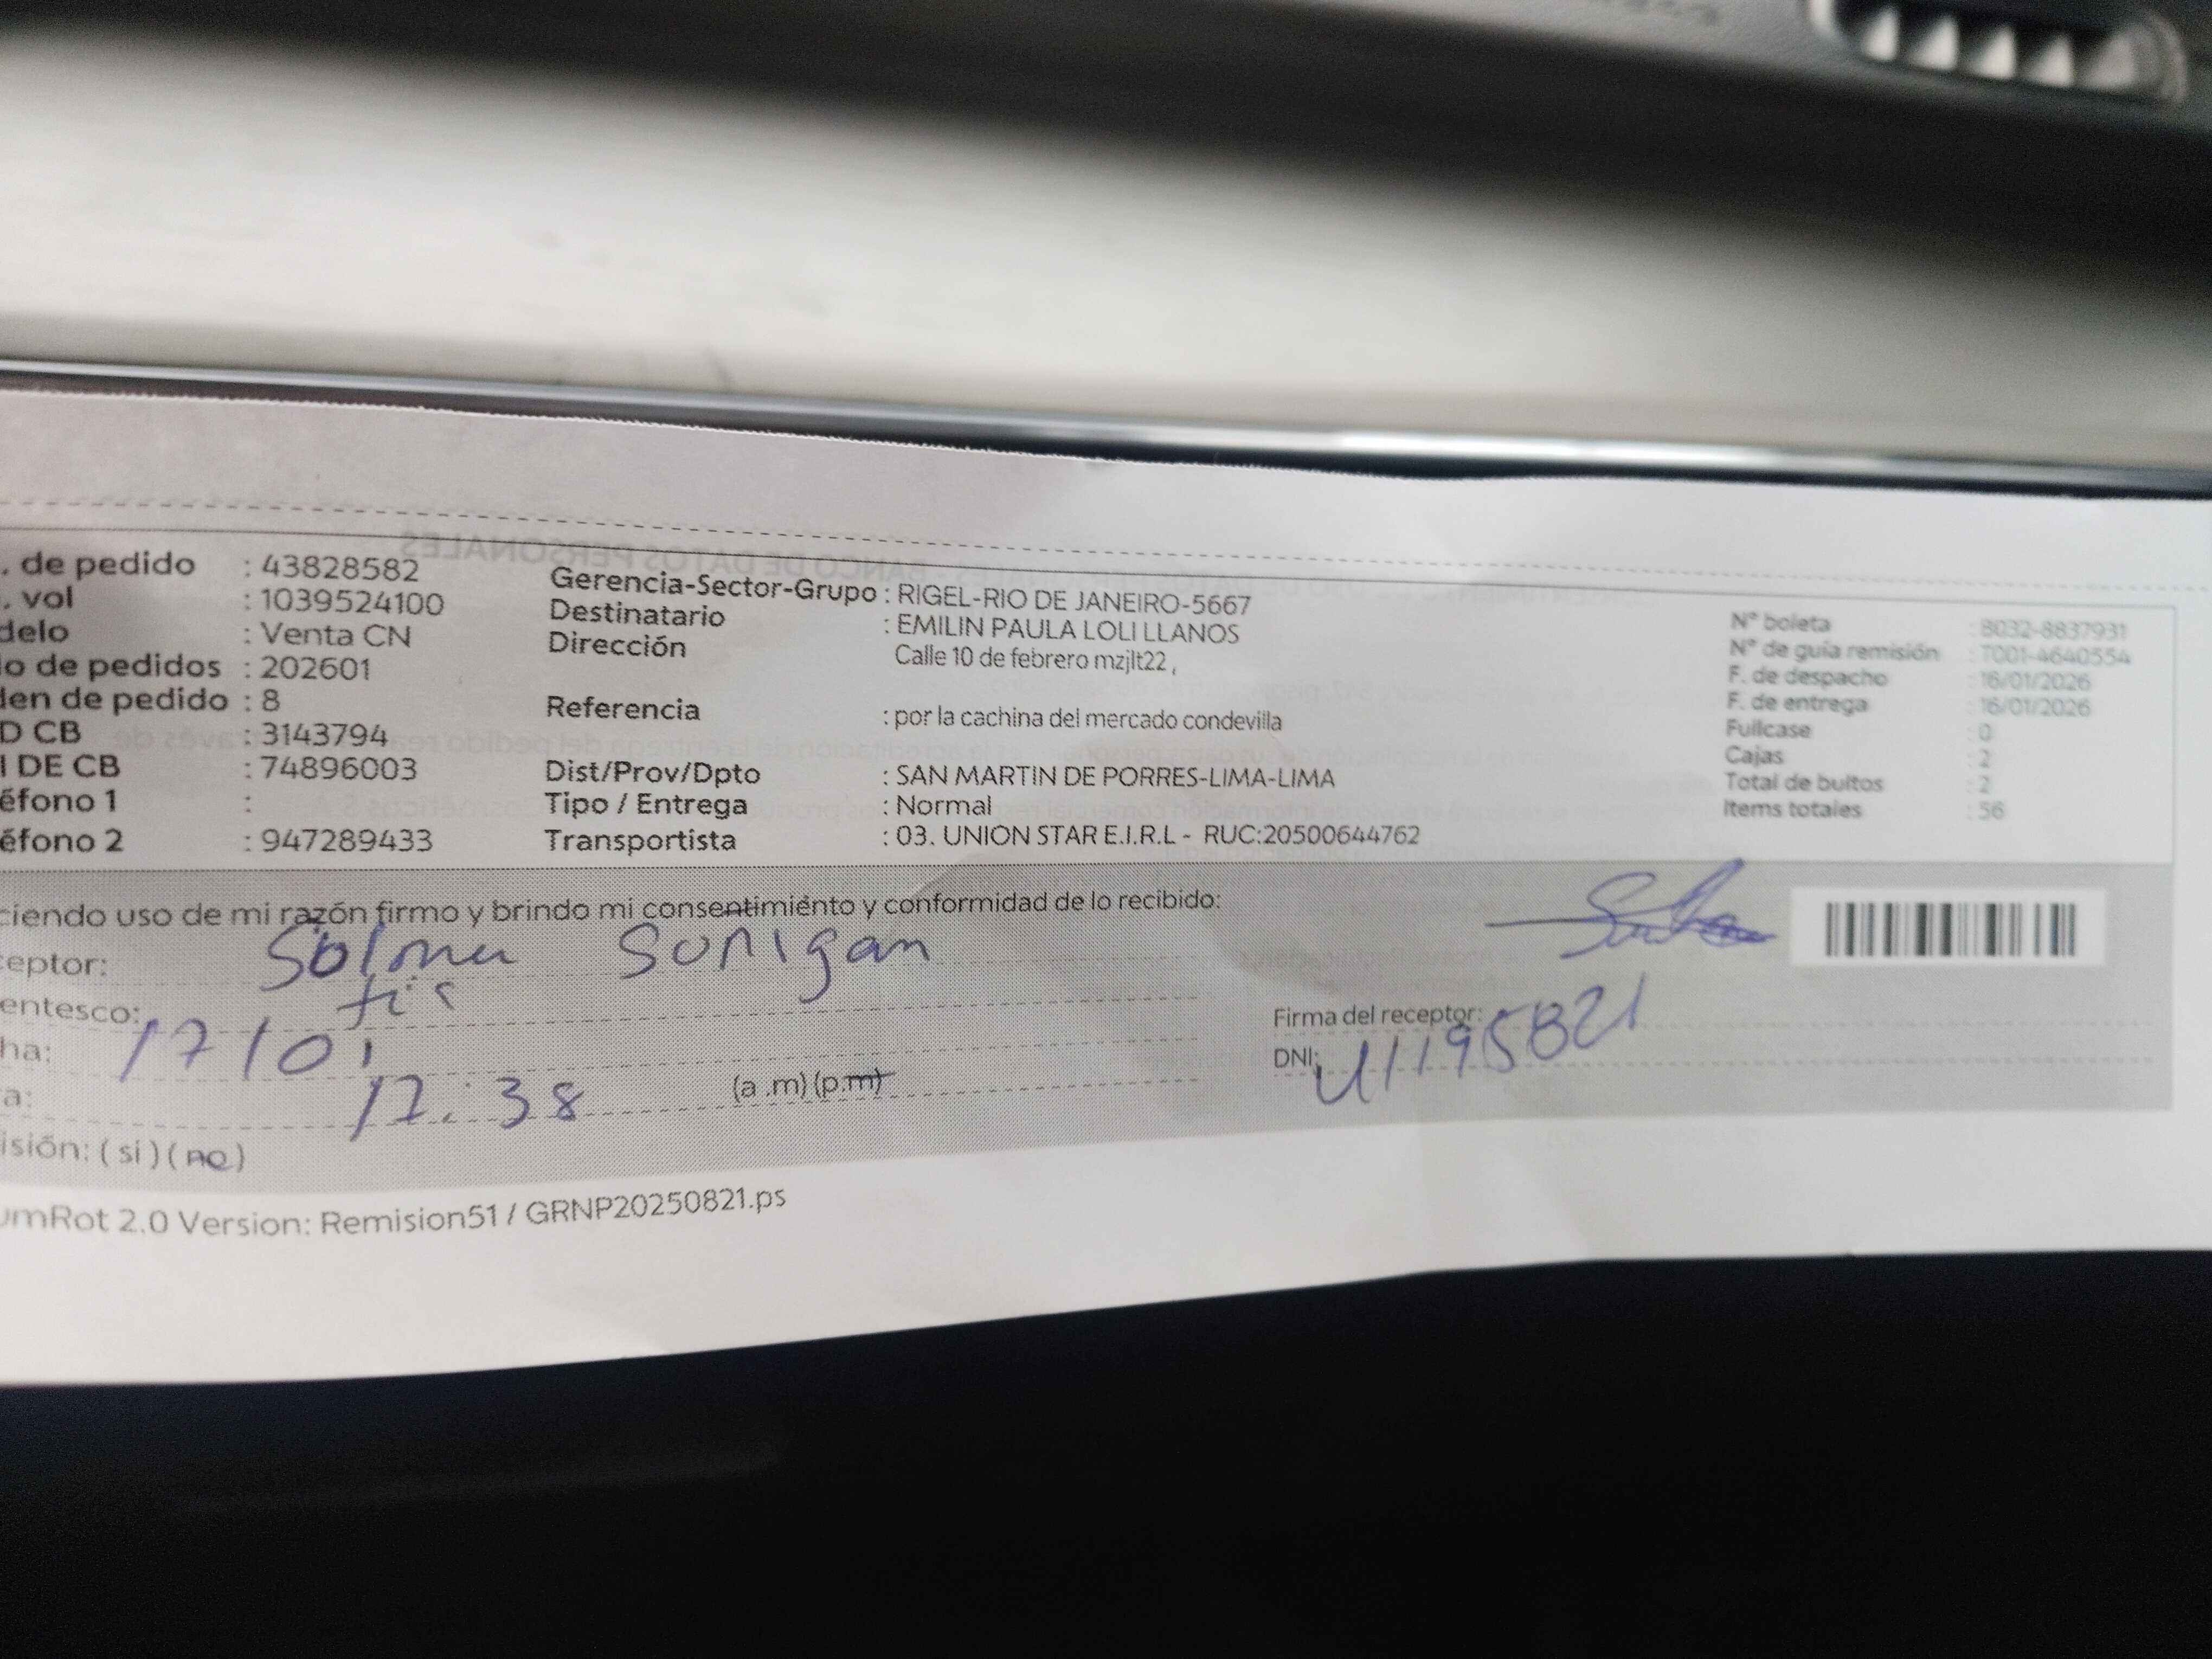 . de pedido : 43828582
. vol : 1039524100
delo : Venta CN
o de pedidos : 202601
den de pedido : 8
D CB : 3143794
I DE CB : 74896003
éfono 1 :
éfono 2 : 947289433
Gerencia-Sector-Grupo : RIGEL-RIO DE JANEIRO-5667
Destinatario : EMILIN PAULA LOLI LLANOS
Dirección Calle 10 de febrero mzjlt22 ,
Referencia : por la cachina del mercado condevilla
Dist/Prov/Dpto : SAN MARTIN DE PORRES-LIMA-LIMA
Tipo / Entrega : Normal
Transportista : 03. UNION STAR E.I.R.L - RUC:20500644762
N° boleta : B032-8837931
N° de guía remisión : T001-4640554
F. de despacho : 16/01/2026
F. de entrega : 16/01/2026
Fullcase : 0
Cajas : 2
Total de bultos : 2
Items totales : 56
ciendo uso de mi razón firmo y brindo mi consentimiento y conformidad de lo recibido:
ceptor:
entesco:
ha: 17/01
a: 17:38 (a .m) (p.m)
isión: ( si ) ( no )
Firma del receptor:
DNI: 41195821
umRot 2.0 Version: Remision51 / GRNP20250821.ps